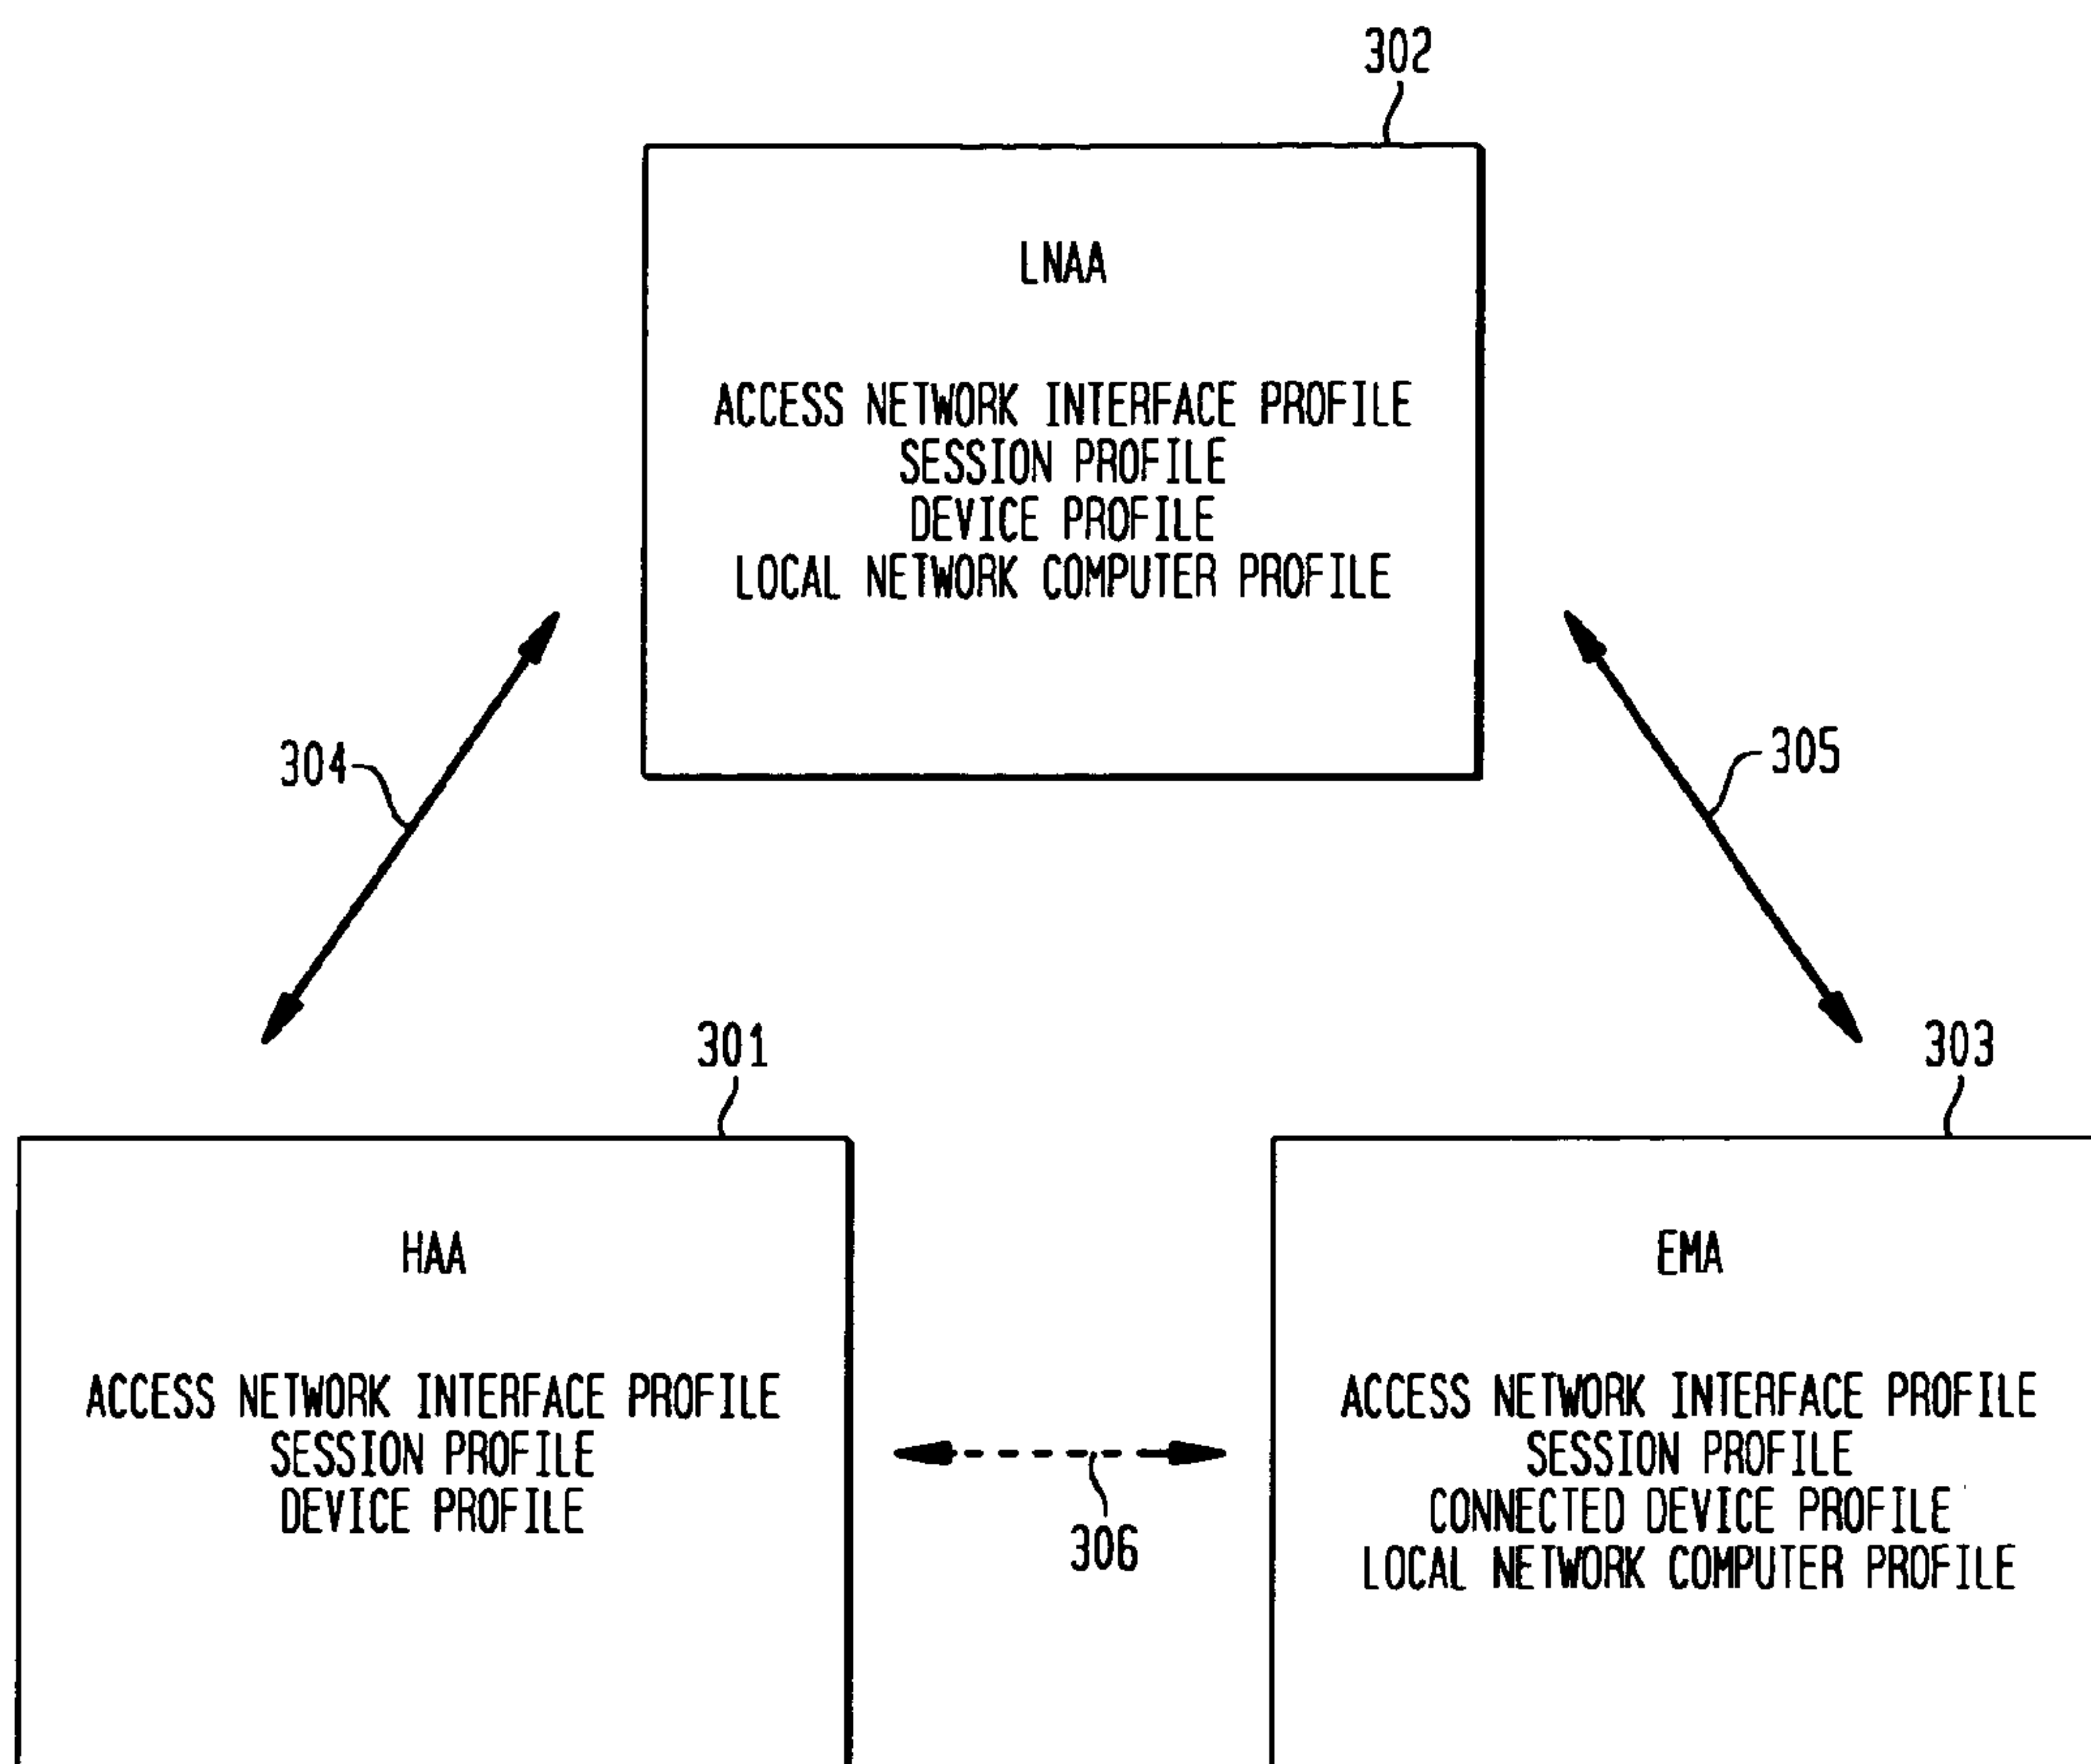 302
LNAA
ACCESS NETWORK INTERFACE PROFILE
SESSION PROFILE
DEVICE PROFILE
LOCAL NETWORK COMPUTER PROFILE
304
305
301
303
HAA
ACCESS NETWORK INTERFACE PROFILE
SESSION PROFILE
DEVICE PROFILE
306
EMA
ACCESS NETWORK INTERFACE PROFILE
SESSION PROFILE
CONNECTED DEVICE PROFILE
LOCAL NETWORK COMPUTER PROFILE